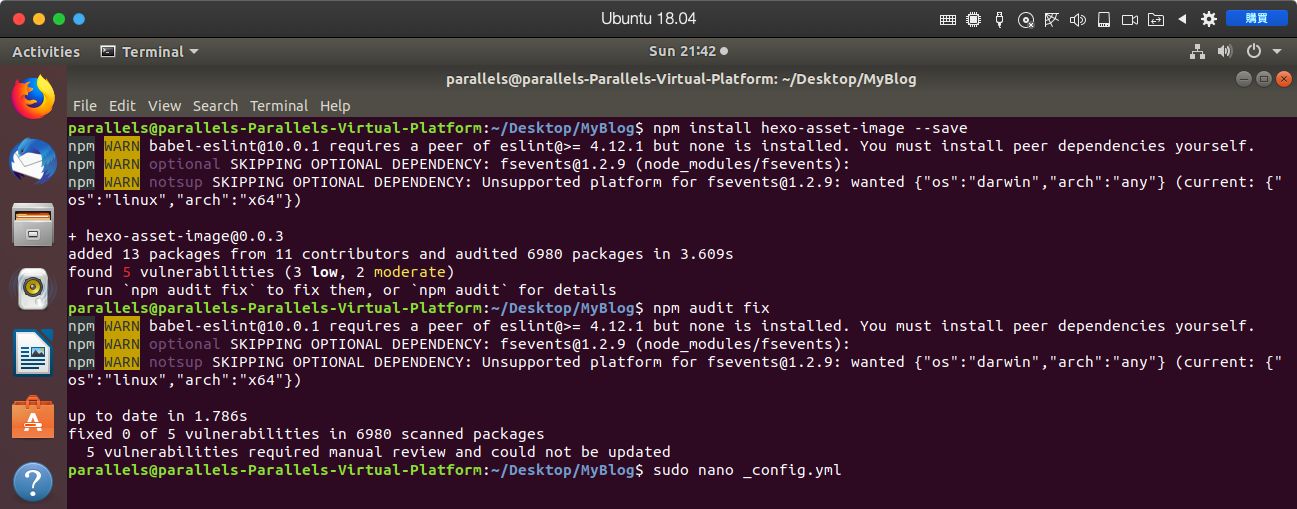 Ubuntu 18.04
購買
Activities
Terminal
Sun 21:42
parallels@parallels-Parallels-Virtual-Platform: ~/Desktop/MyBlog
File Edit View Search Terminal Help
parallels@parallels-Parallels-Virtual-Platform:~/Desktop/MyBlog$ npm install hexo-asset-image --save
npm WARN babel-eslint@10.0.1 requires a peer of eslint@>= 4.12.1 but none is installed. You must install peer dependencies yourself.
npm WARN optional SKIPPING OPTIONAL DEPENDENCY: fsevents@1.2.9 (node_modules/fsevents):
npm WARN notsup SKIPPING OPTIONAL DEPENDENCY: Unsupported platform for fsevents@1.2.9: wanted {"os":"darwin","arch":"any"} (current: {"
os":"linux","arch":"x64"})
+ hexo-asset-image@0.0.3
added 13 packages from 11 contributors and audited 6980 packages in 3.609s
found 5 vulnerabilities (3 low, 2 moderate)
run `npm audit fix` to fix them, or `npm audit` for details
parallels@parallels-Parallels-Virtual-Platform:~/Desktop/MyBlog$ npm audit fix
npm WARN babel-eslint@10.0.1 requires a peer of eslint@>= 4.12.1 but none is installed. You must install peer dependencies yourself.
npm WARN optional SKIPPING OPTIONAL DEPENDENCY: fsevents@1.2.9 (node_modules/fsevents):
npm WARN notsup SKIPPING OPTIONAL DEPENDENCY: Unsupported platform for fsevents@1.2.9: wanted {"os":"darwin","arch":"any"} (current: {"
os":"linux","arch":"x64"})
up to date in 1.786s
fixed 0 of 5 vulnerabilities in 6980 scanned packages
5 vulnerabilities required manual review and could not be updated
parallels@parallels-Parallels-Virtual-Platform:~/Desktop/MyBlog$ sudo nano _config.yml